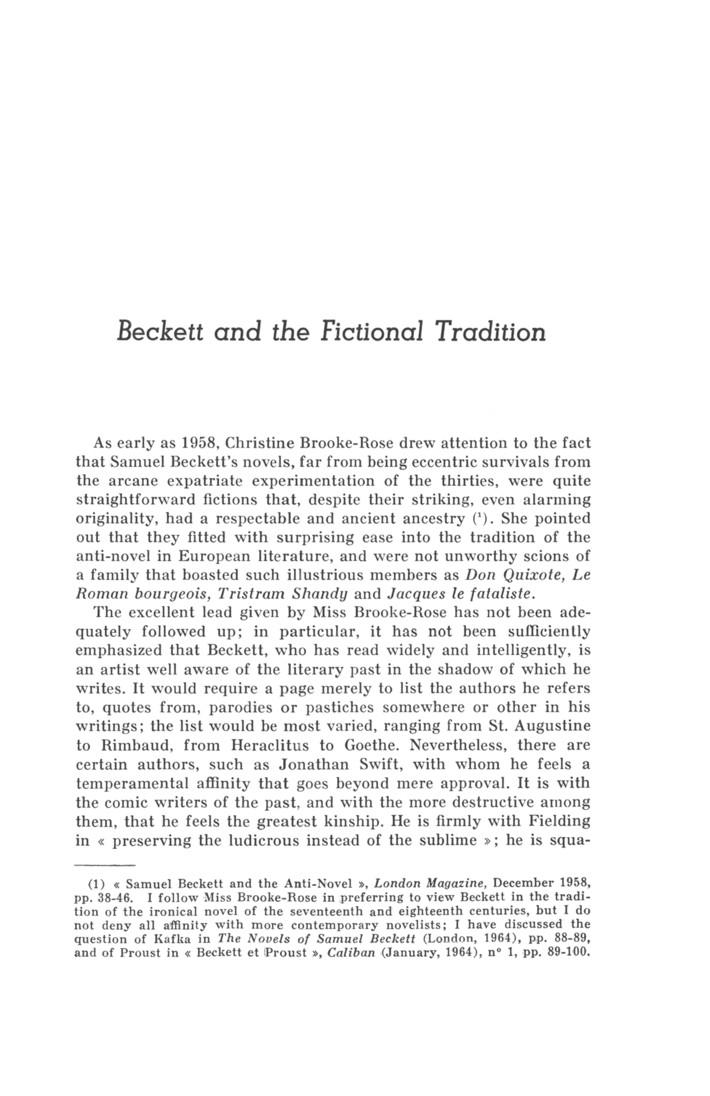 Beckett and the Fictional Tradition
As early as 1958, Christine Brooke-Rose drew attention to the fact
that Samuel Beckett's novels, far from being eccentric survivals from
the arcane expatriate experimentation of the thirties, were quite
straightforward fictions that, despite their striking, even alarming
originality, had a respectable and ancient ancestry (¹). She pointed
out that they fitted with surprising ease into the tradition of the
anti-novel in European literature, and were not unworthy scions of
a family that boasted such illustrious members as Don Quixote, Le
Roman bourgeois, Tristram Shandy and Jacques le fataliste.
The excellent lead given by Miss Brooke-Rose has not been ade-
quately followed up; in particular, it has not been sufficiently
emphasized that Beckett, who has read widely and intelligently, is
an artist well aware of the literary past in the shadow of which he
writes. It would require a page merely to list the authors he refers
to, quotes from, parodies or pastiches somewhere or other in his
writings; the list would be most varied, ranging from St. Augustine
to Rimbaud, from Heraclitus to Goethe. Nevertheless, there are
certain authors, such as Jonathan Swift, with whom he feels a
temperamental affinity that goes beyond mere approval. It is with
the comic writers of the past, and with the more destructive among
them, that he feels the greatest kinship. He is firmly with Fielding
in « preserving the ludicrous instead of the sublime »; he is squa-
(1) « Samuel Beckett and the Anti-Novel », London Magazine, December 1958,
pp. 38-46. I follow Miss Brooke-Rose in preferring to view Beckett in the tradi-
tion of the ironical novel of the seventeenth and eighteenth centuries, but I do
not deny all affinity with more contemporary novelists; I have discussed the
question of Kafka in The Novels of Samuel Beckett (London, 1964), pp. 88-89,
and of Proust in « Beckett et Proust », Caliban (January, 1964), n° 1, pp. 89-100.